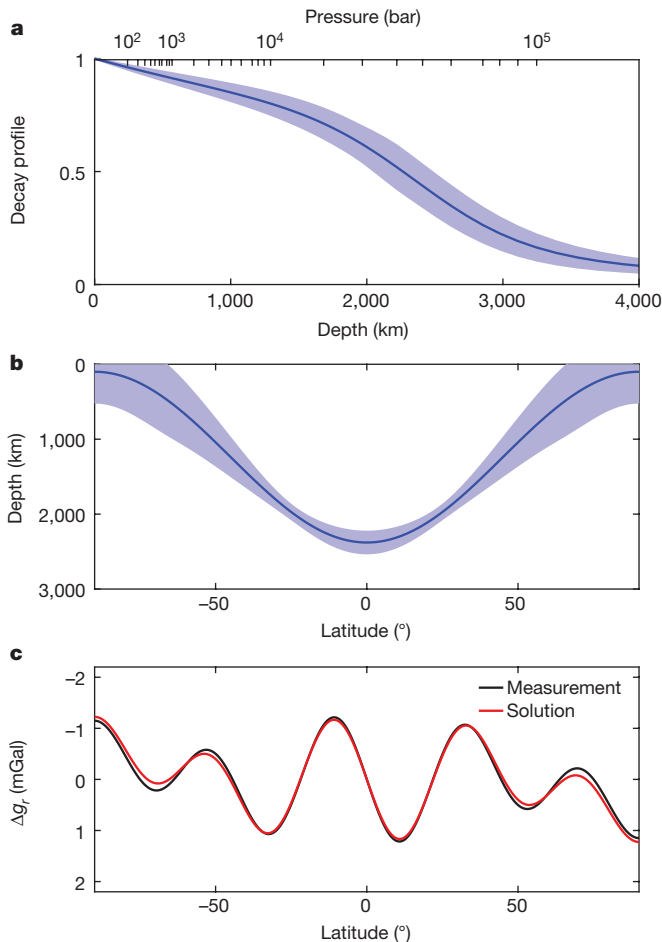 a
Pressure (bar)
10² 10³ 10⁴ 10⁵
1
0.5
0
Decay profile
0 1,000 2,000 3,000 4,000
Depth (km)
b
0
1,000
2,000
3,000
Depth (km)
−50 0 50
Latitude (°)
c
−2
−1
0
1
2
Δgᵣ (mGal)
Measurement
Solution
−50 0 50
Latitude (°)